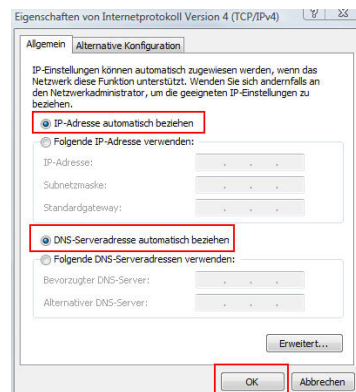 Eigenschaften von Internetprotokoll Version 4 (TCP/IPv4)
Allgemein
Alternative Konfiguration
IP-Einstellungen können automatisch zugewiesen werden, wenn das
Netzwerk diese Funktion unterstützt. Wenden Sie sich andernfalls an
den Netzwerkadministrator, um die geeigneten IP-Einstellungen zu
beziehen.
IP-Adresse automatisch beziehen
Folgende IP-Adresse verwenden:
IP-Adresse:
Subnetzmaske:
Standardgateway:
DNS-Serveradresse automatisch beziehen
Folgende DNS-Serveradressen verwenden:
Bevorzugter DNS-Server:
Alternativer DNS-Server:
Erweitert...
OK
Abbrechen